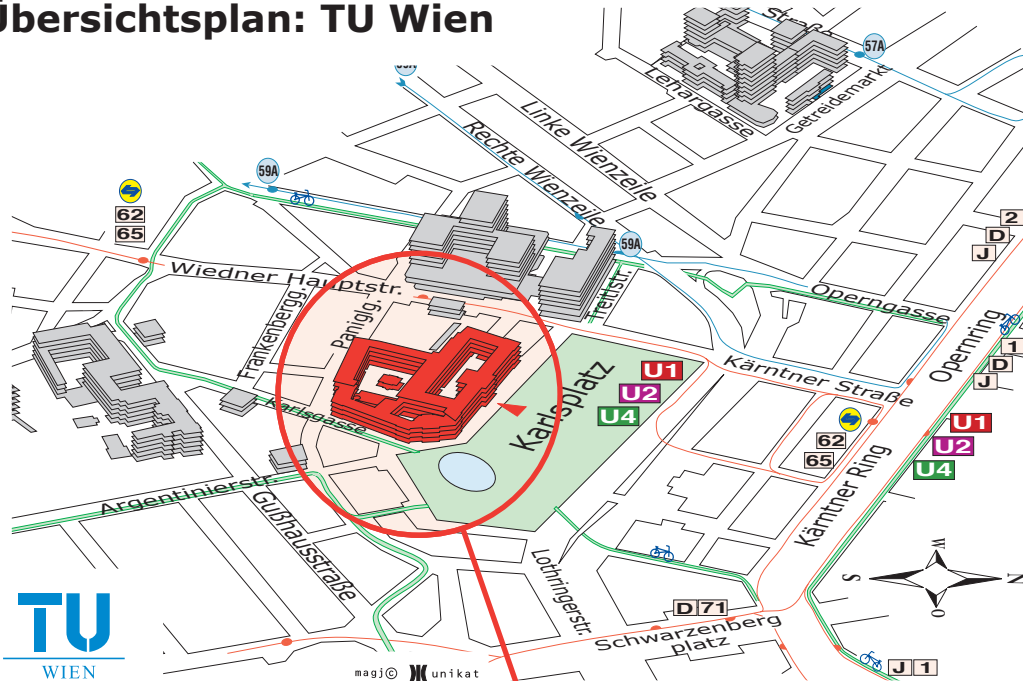 Übersichtsplan: TU Wien
Straße
57A
Lehargasse
Getreidemarkt
Linke Wienzeile
Rechte Wienzeile
59A
62
65
59A
2
D
J
Wiedner Hauptstr.
Treitlstr.
Operngasse
Frankenbergg.
Paniglg.
Opernring
1
D
J
Karlsplatz
U1
U2
U4
Kärntner Straße
Karlsgasse
62
65
U1
U2
U4
Argentinierstr.
Gußhausstraße
Kärntner Ring
Lothringerstr.
W
S
N
O
D 71
Schwarzenberg
platz
TU
WIEN
magj©
unikat
J 1